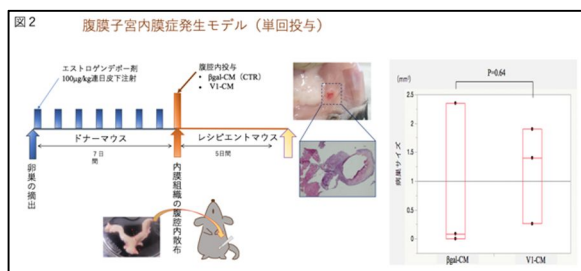 図2
腹膜子宮内膜症発生モデル（単回投与）
エストロゲンデポー剤
100μg/kg連日皮下注射
腹腔内投与
• βgal-CM（CTR）
• V1-CM
ドナーマウス
レシピエントマウス
7日
間
5日間
卵巣の摘出
内膜組織の腹腔内散布
P=0.64
(mm²)
病巣サイズ
2.5
2
1.5
1
0.5
0
βgal-CM
V1-CM